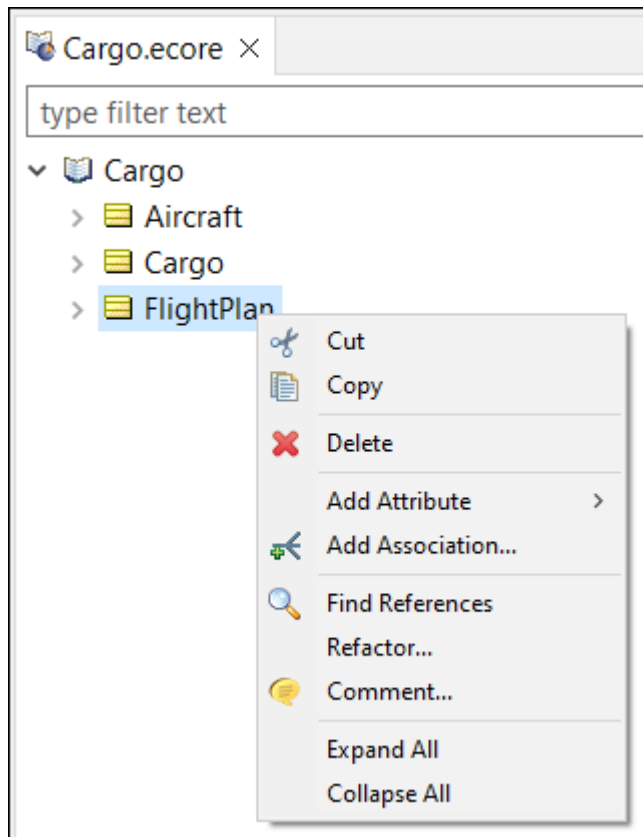 Cargo.ecore
type filter text
Cargo
Aircraft
Cargo
FlightPlan
Cut
Copy
Delete
Add Attribute
Add Association...
Find References
Refactor...
Comment...
Expand All
Collapse All